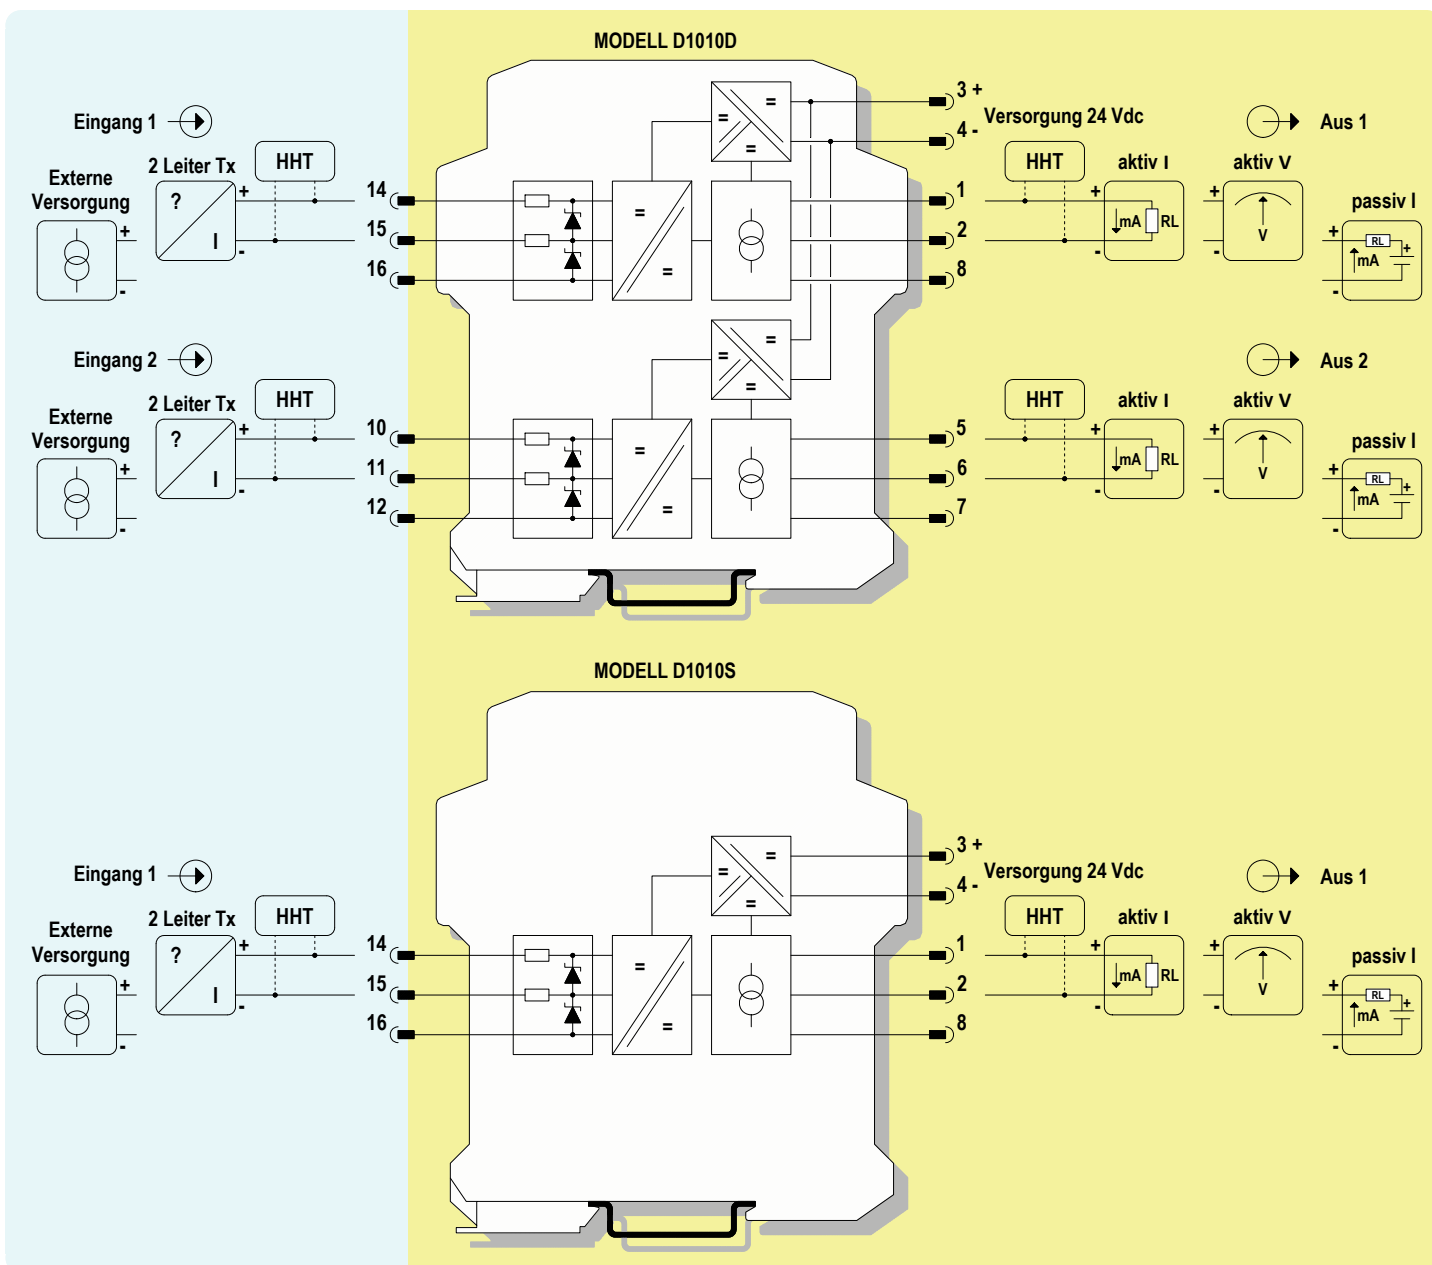 MODELL D1010D
3 +
Eingang 1
Versorgung 24 Vdc
Aus 1
4 -
Externe
Versorgung
2 Leiter Tx
HHT
14
1
HHT
aktiv I
aktiv V
passiv I
+
-
?
I
+
-
15
2
+
-
mA
RL
+
-
V
+
-
RL
+
mA
16
8
=
=
=
=
=
Eingang 2
Aus 2
Externe
Versorgung
2 Leiter Tx
HHT
10
5
HHT
aktiv I
aktiv V
passiv I
+
-
?
I
+
-
11
6
+
-
mA
RL
+
-
V
+
-
RL
+
mA
12
7
=
=
=
=
=
MODELL D1010S
3 +
Eingang 1
Versorgung 24 Vdc
Aus 1
4 -
Externe
Versorgung
2 Leiter Tx
HHT
14
1
HHT
aktiv I
aktiv V
passiv I
+
-
?
I
+
-
15
2
+
-
mA
RL
+
-
V
+
-
RL
+
mA
16
8
=
=
=
=
=